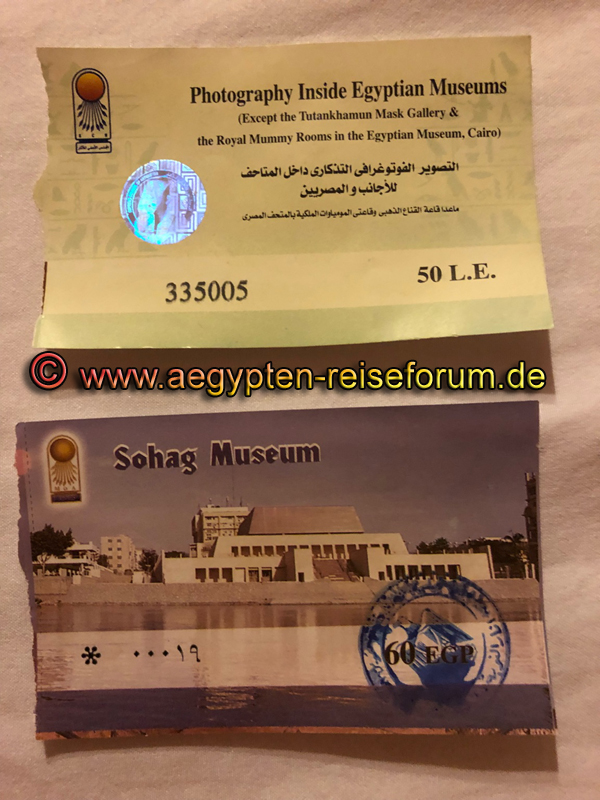 Photography Inside Egyptian Museums
(Except the Tutankhamun Mask Gallery &
the Royal Mummy Rooms in the Egyptian Museum, Cairo)
التصوير الفوتوغرافى التذكارى داخل المتاحف
للأجانب و المصريين
ماعدا قاعة القناع الذهبى وقاعتى المومياوات الملكية بالمتحف المصرى
335005
50 L.E.
© www.aegypten-reiseforum.de
Sohag Museum
* ٠٠٠١٩
60 EGP